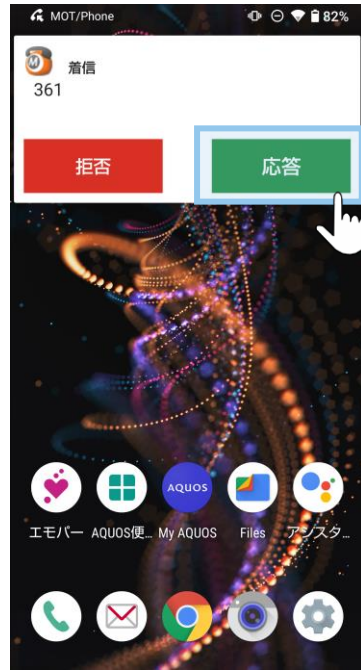 MOT/Phone
82%
着信
361
拒否
応答
AQUOS
エモパー
AQUOS便…
My AQUOS
Files
アシスタ…